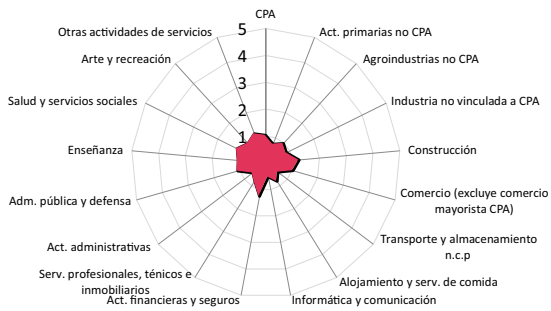 CPA
Act. primarias no CPA
Agroindustrias no CPA
Industria no vinculada a CPA
Construcción
Comercio (excluye comercio
mayorista CPA)
Transporte y almacenamiento
n.c.p
Alojamiento y serv. de comida
Informática y comunicación
Act. financieras y seguros
Serv. profesionales, ténicos e
inmobiliarios
Act. administrativas
Adm. pública y defensa
Enseñanza
Salud y servicios sociales
Arte y recreación
Otras actividades de servicios
5
4
3
2
1